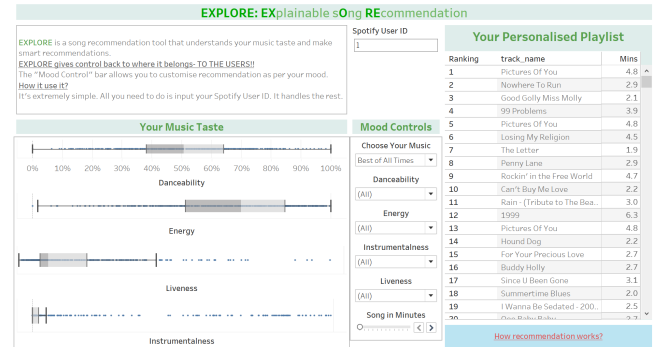 EXPLORE: EXplainable sOng REcommendation
EXPLORE is a song recommendation tool that understands your music taste and make
smart recommendations.
EXPLORE gives control back to where it belongs- TO THE USERS!!
The "Mood Control" bar allows you to customise recommendation as per your mood.
How it use it?
It's extremely simple. All you need to do is input your Spotify User ID. It handles the rest.
Spotify User ID
1
Your Music Taste
0% 10% 20% 30% 40% 50% 60% 70% 80% 90% 100%
Danceability
Energy
Liveness
Instrumentalness
Mood Controls
Choose Your Music
Best of All Times
Danceability
(All)
Energy
(All)
Instrumentalness
(All)
Liveness
(All)
Song in Minutes
Your Personalised Playlist
Ranking track_name Mins
1 Pictures Of You 4.8
2 Nowhere To Run 2.9
3 Good Golly Miss Molly 2.1
4 99 Problems 3.9
5 Pictures Of You 4.8
6 Losing My Religion 4.5
7 The Letter 1.9
8 Penny Lane 2.9
9 Rockin' in the Free World 4.7
10 Can't Buy Me Love 2.2
11 Rain - (Tribute to The Bea.. 3.0
12 1999 6.3
13 Pictures Of You 4.8
14 Hound Dog 2.2
15 For Your Precious Love 2.7
16 Buddy Holly 2.7
17 Since U Been Gone 3.1
18 Summertime Blues 2.0
19 I Wanna Be Sedated - 200.. 2.5
20 One Baby Baby 2.7
How recommendation works?